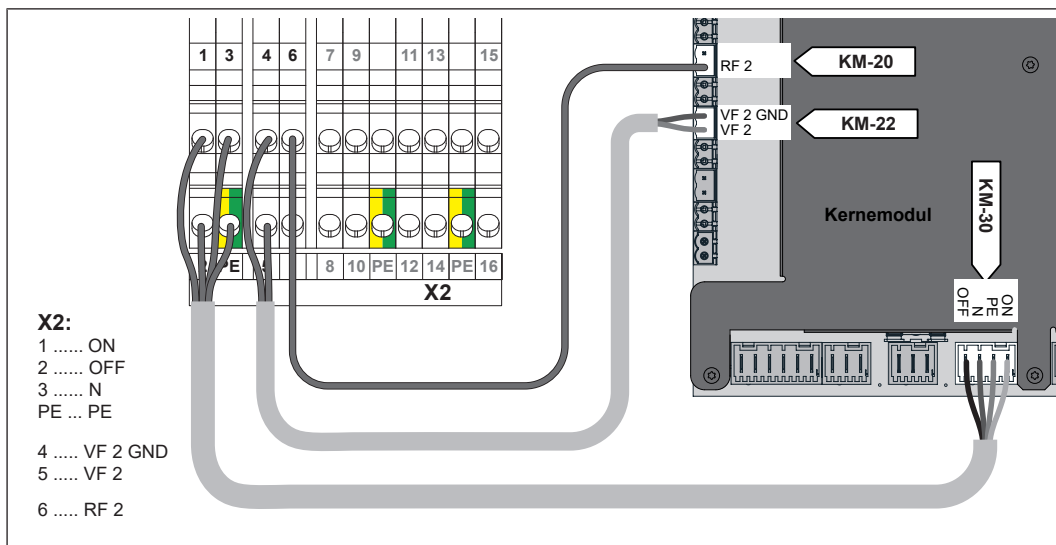 1 3 4 6 7 9 11 13 15
RF 2
KM-20
VF 2 GND
VF 2
KM-22
KM-30
Kernemodul
ON
PE
N
OFF
8 10 PE 12 14 PE 16
X2
X2:
1 ...... ON
2 ...... OFF
3 ...... N
PE ... PE
4 ..... VF 2 GND
5 ..... VF 2
6 ..... RF 2